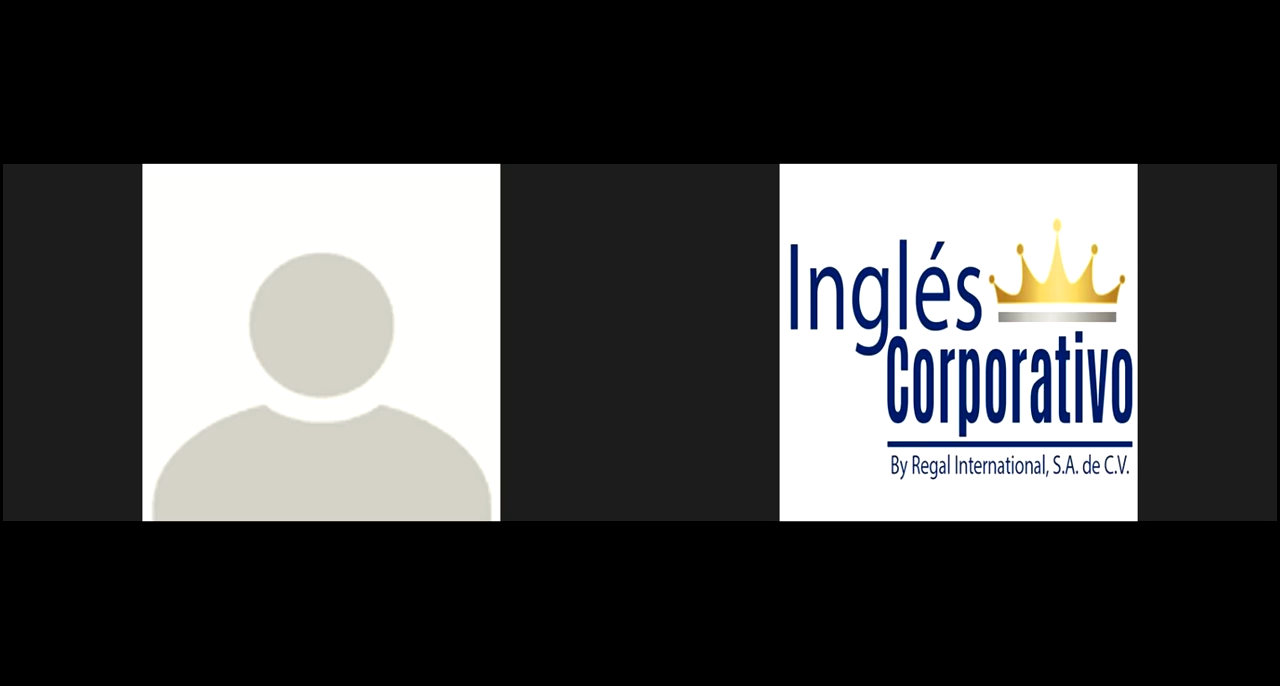 Inglés
Corporativo
By Regal International, S.A. de C.V.